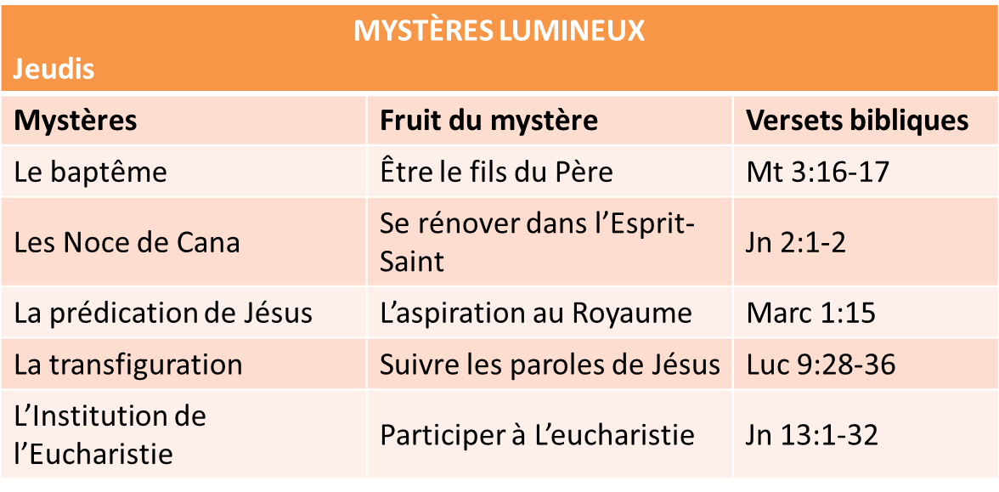 MYSTÈRES LUMINEUX
Jeudis
Mystères Fruit du mystère Versets bibliques
Le baptême Être le fils du Père Mt 3:16-17
Les Noce de Cana Se rénover dans l’Esprit-
Saint Jn 2:1-2
La prédication de Jésus L’aspiration au Royaume Marc 1:15
La transfiguration Suivre les paroles de Jésus Luc 9:28-36
L’Institution de
l’Eucharistie Participer à L’eucharistie Jn 13:1-32